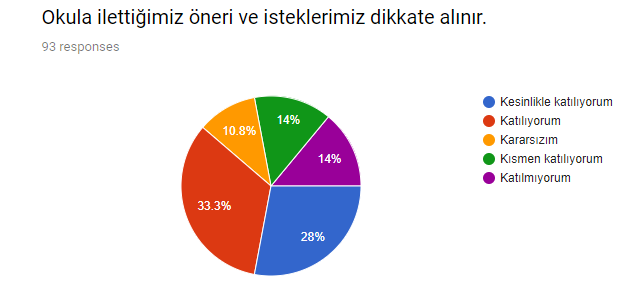 Okula ilettiğimiz öneri ve isteklerimiz dikkate alınır.
93 responses
Kesinlikle katılıyorum
Katılıyorum
Kararsızım
Kısmen katılıyorum
Katılmıyorum
14%
10.8%
14%
33.3%
28%